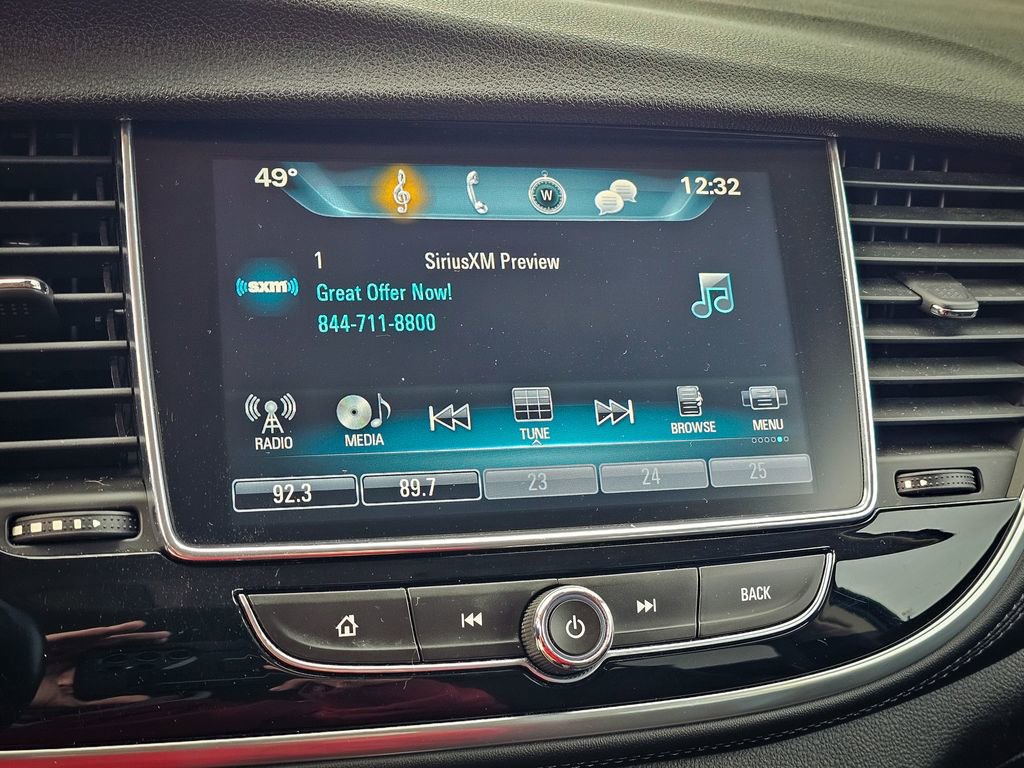 49°
W
12:32
1 SiriusXM Preview
((sxm))
Great Offer Now!
844-711-8800
RADIO
MEDIA
TUNE
BROWSE
MENU
92.3
89.7
23
24
25
BACK